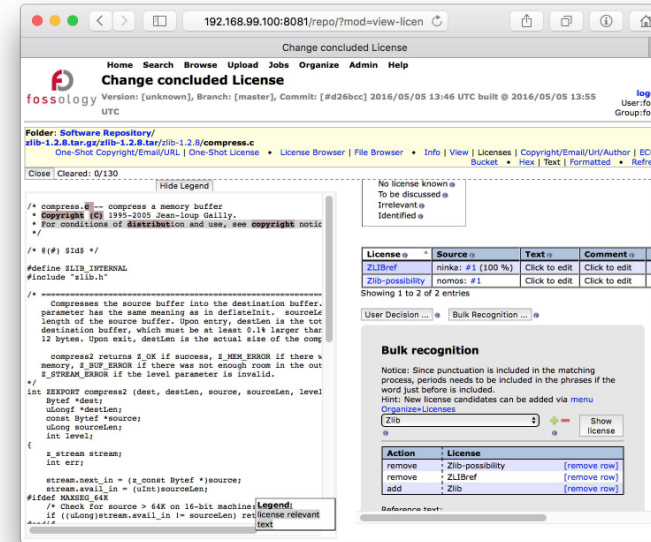 192.168.99.100:8081/repo/?mod=view-licen
Change concluded License
Home Search Browse Upload Jobs Organize Admin Help
Change concluded License
fossology
Version: [unknown], Branch: [master], Commit: [#d26bcc] 2016/05/05 13:46 UTC built @ 2016/05/05 13:55
UTC
log
User:fo
Group:fo
Folder: Software Repository/
zlib-1.2.8.tar.gz/zlib-1.2.8.tar/zlib-1.2.8/compress.c
One-Shot Copyright/Email/URL | One-Shot License • License Browser | File Browser • Info | View | Licenses | Copyright/Email/Url/Author | EC
Bucket • Hex | Text | Formatted • Refre
Close Cleared: 0/130
Hide Legend
/* compress.c -- compress a memory buffer
* Copyright (C) 1995-2005 Jean-loup Gailly.
* For conditions of distribution and use, see copyright notic
*/
/* @(#) $Id$ */
#define ZLIB_INTERNAL
#include "zlib.h"
/* ===========================================================
Compresses the source buffer into the destination buffer.
parameter has the same meaning as in deflateInit. sourceLe
length of the source buffer. Upon entry, destLen is the tot
destination buffer, which must be at least 0.1% larger than
12 bytes. Upon exit, destLen is the actual size of the comp
compress2 returns Z_OK if success, Z_MEM_ERROR if there w
memory, Z_BUF_ERROR if there was not enough room in the out
Z_STREAM_ERROR if the level parameter is invalid.
*/
int ZEXPORT compress2 (dest, destLen, source, sourceLen, level
Bytef *dest;
uLongf *destLen;
const Bytef *source;
uLong sourceLen;
int level;
{
z_stream stream;
int err;
stream.next_in = (z_const Bytef *)source;
stream.avail_in = (uInt)sourceLen;
#ifdef MAXSEG_64K
/* Check for source > 64K on 16-bit machine:
if ((uLong)stream.avail_in != sourceLen) ret
#endif
Legend:
license relevant
text
No license known
To be discussed
Irrelevant
Identified
License Source Text Comment
ZLIBref ninka: #1 (100 %) Click to edit Click to edit
Zlib-possibility nomos: #1 Click to edit Click to edit
Showing 1 to 2 of 2 entries
User Decision ... Bulk Recognition ...
Bulk recognition
Notice: Since punctuation is included in the matching
process, periods needs to be included in the phrases if the
word just before is included.
Hint: New license candidates can be added via menu
Organize»Licenses
Zlib
Show
license
Action License
remove Zlib-possibility [remove row]
remove ZLIBref [remove row]
add Zlib [remove row]
Reference text: